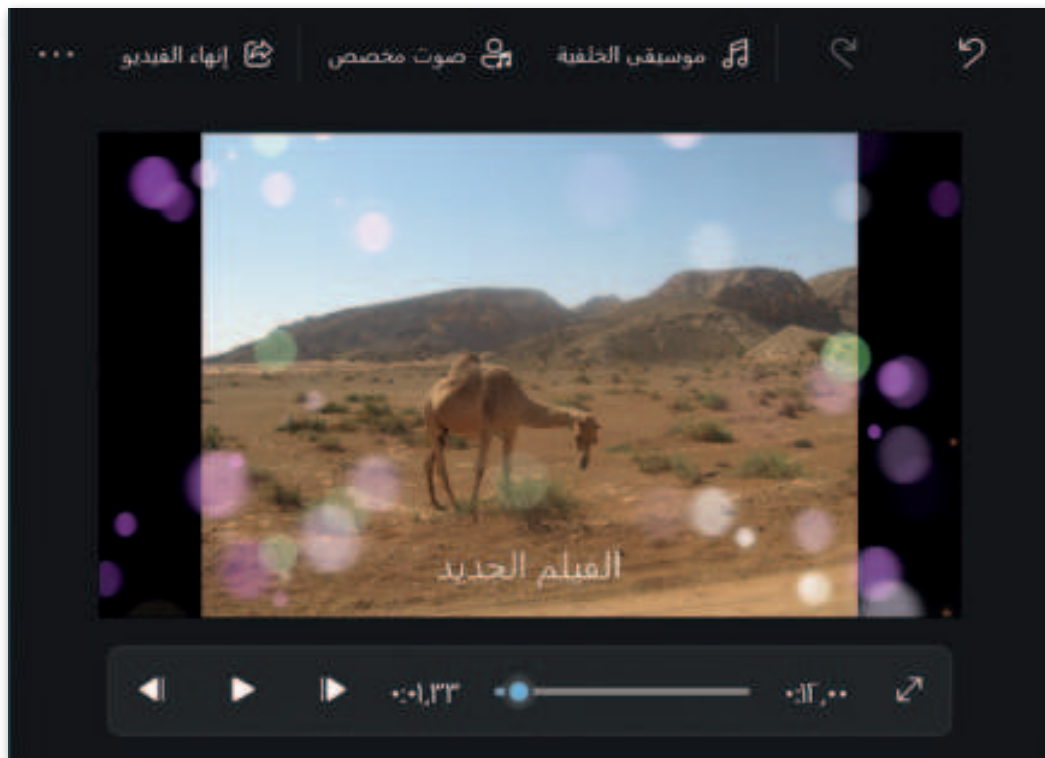 موسيقى الخلفية صوت مخصص إنهاء الفيديو ...
الفيلم الجديد
٠:٠١,٣٣ ٠:١٢,٠٠